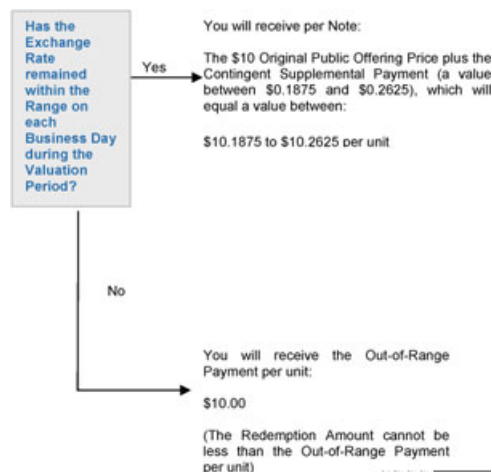 Has the
Exchange
Rate
remained
within the
Range on
each
Business Day
during the
Valuation
Period?
Yes
You will receive per Note:
The $10 Original Public Offering Price plus the
Contingent Supplemental Payment (a value
between $0.1875 and $0.2625), which will
equal a value between:
$10.1875 to $10.2625 per unit
No
You will receive the Out-of-Range
Payment per unit:
$10.00
(The Redemption Amount cannot be
less than the Out-of-Range Payment
per unit)